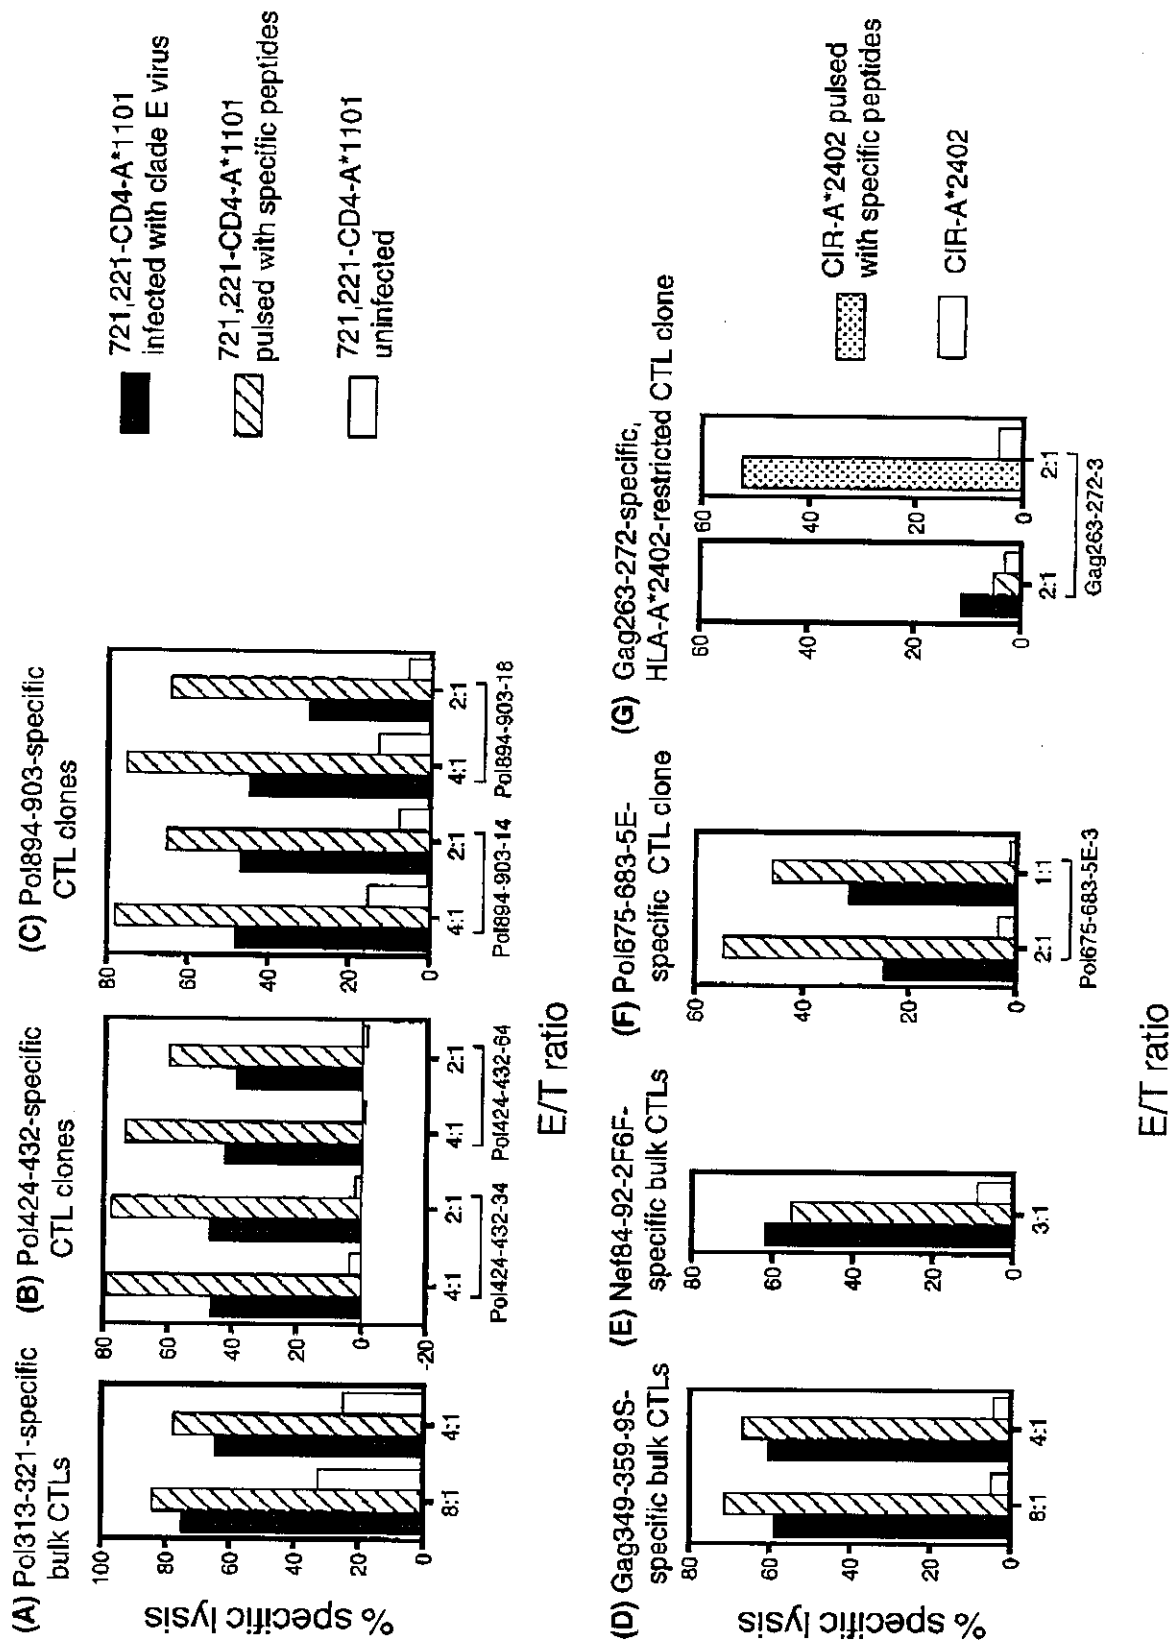 (A) Pol313-321-specific
bulk CTLs
(B) Pol424-432-specific
CTL clones
(C) Pol894-903-specific
CTL clones
721,221-CD4-A*1101
infected with clade E virus
721,221-CD4-A*1101
pulsed with specific peptides
721,221-CD4-A*1101
uninfected
% specific lysis
100
80
60
40
20
0
8:1
4:1
80
60
40
20
0
-20
4:1
2:1
4:1
2:1
Pol424-432-34
Pol424-432-64
80
60
40
20
0
4:1
2:1
4:1
2:1
Pol894-903-14
Pol894-903-18
E/T ratio
(D) Gag349-359-9S-
specific bulk CTLs
(E) Nef84-92-2F6F-
specific bulk CTLs
(F) Pol675-683-5E-
specific CTL clone
(G) Gag263-272-specific,
HLA-A*2402-restricted CTL clone
% specific lysis
80
60
40
20
0
8:1
4:1
80
60
40
20
0
3:1
60
40
20
0
2:1
1:1
Pol675-683-5E-3
60
40
20
0
2:1
60
40
20
0
2:1
Gag263-272-3
CIR-A*2402 pulsed
with specific peptides
CIR-A*2402
E/T ratio